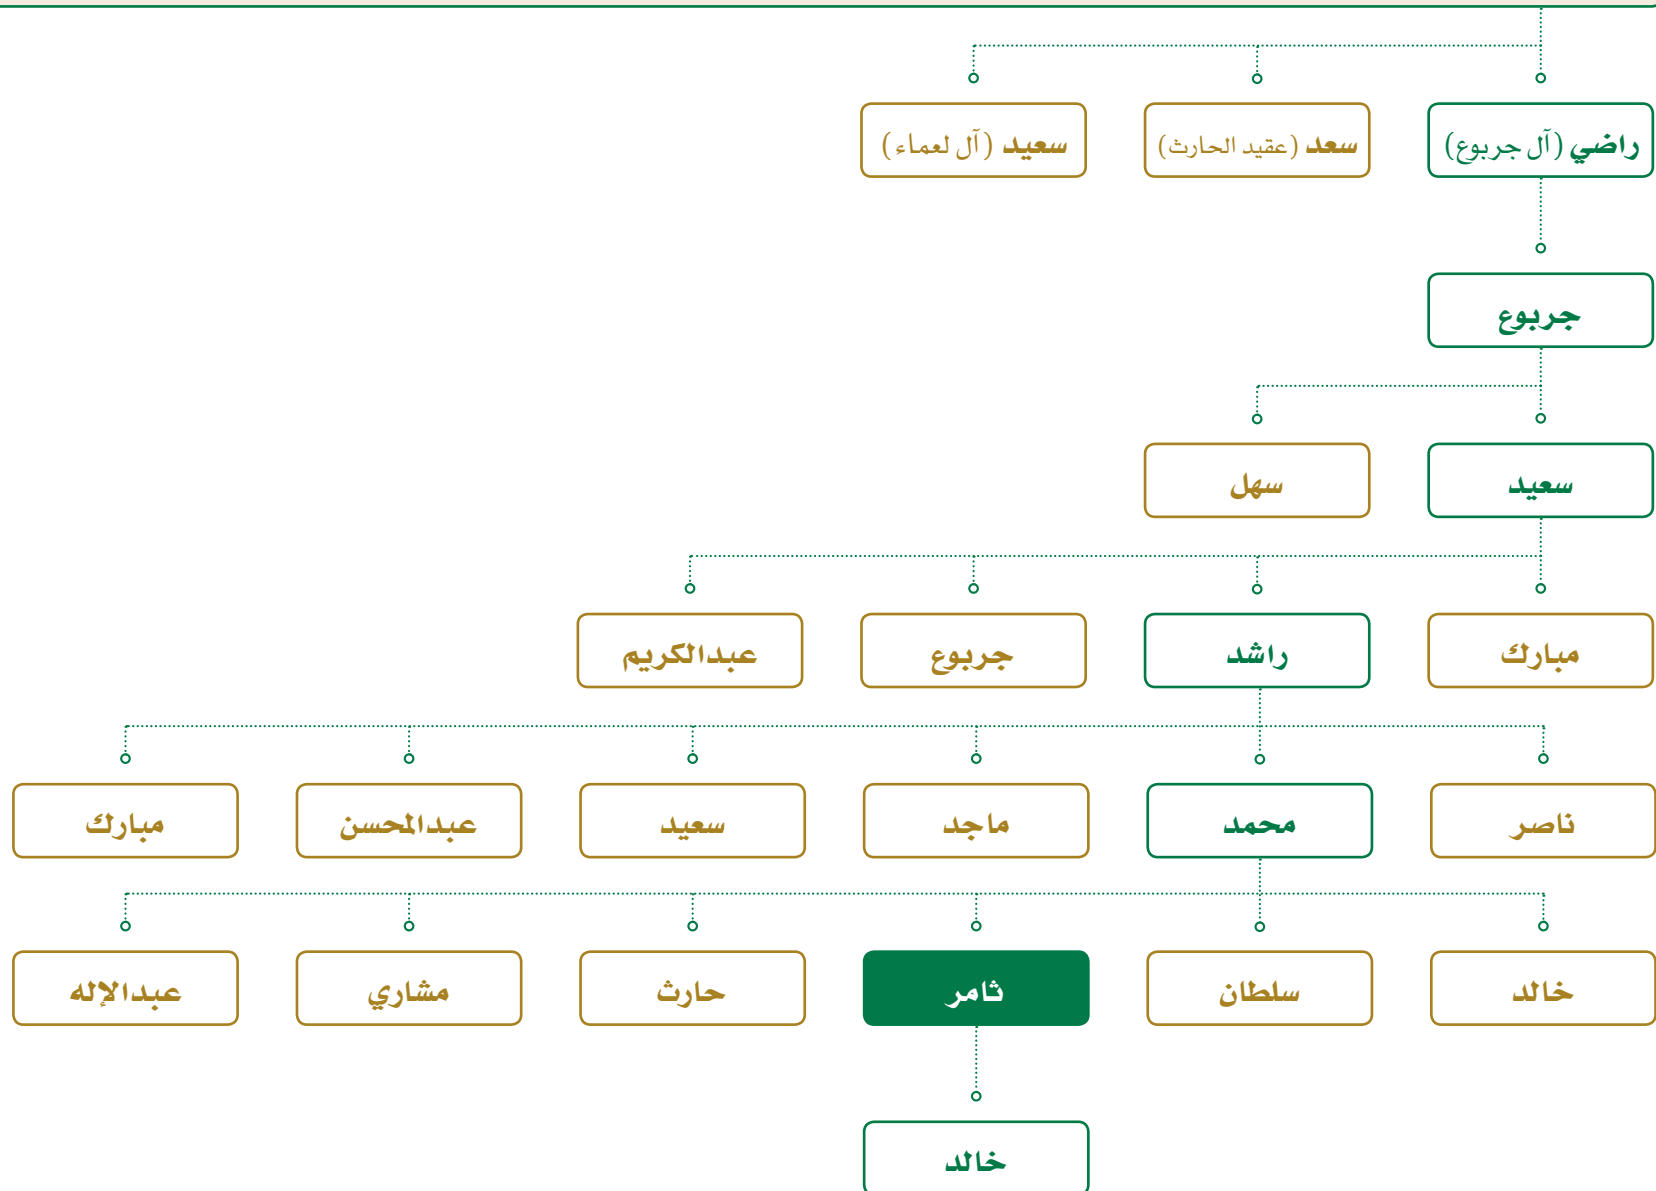 راضي (آل جربوع)
سعد (عقيد الحارث)
سعيد (آل لعماء)
جربوع
سعيد
سهل
مبارك
راشد
جربوع
عبدالكريم
ناصر
محمد
ماجد
سعيد
عبدالمحسن
مبارك
خالد
سلطان
ثامر
حارث
مشاري
عبدالإله
خالد